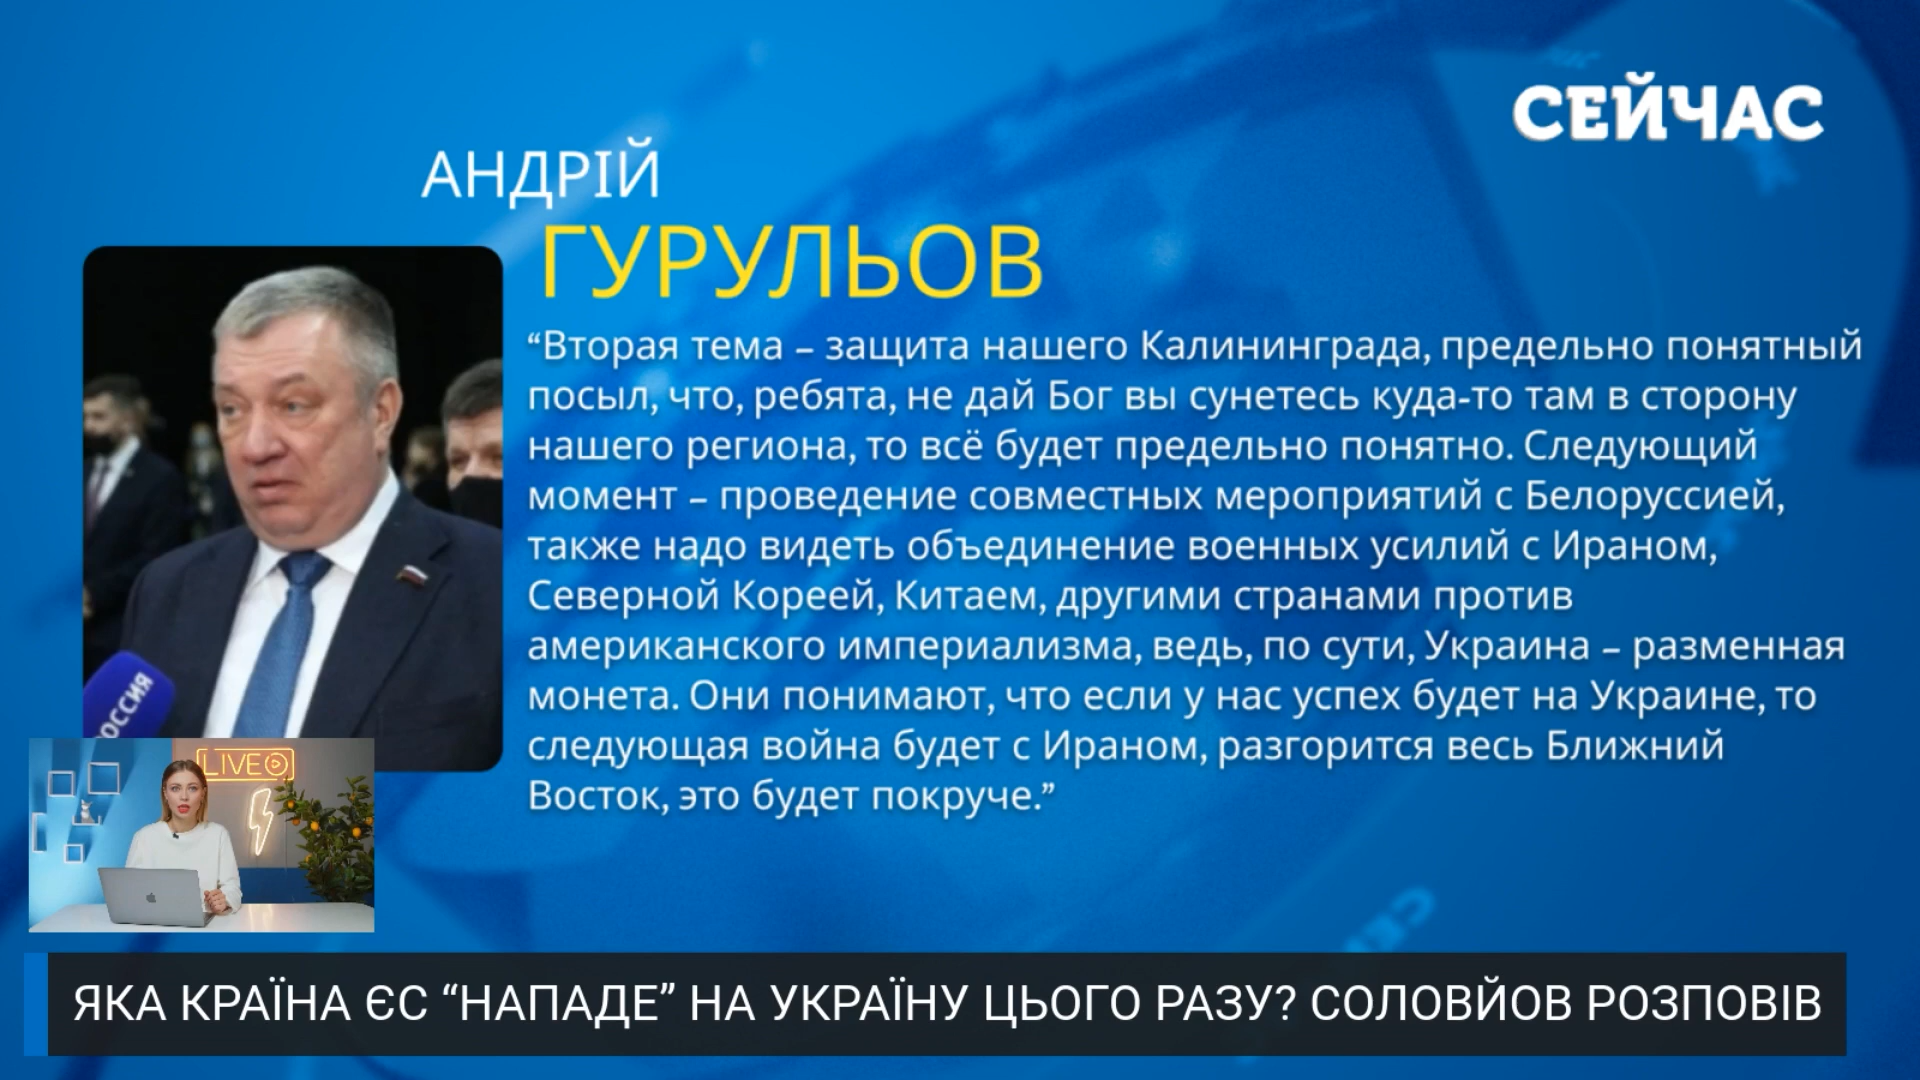 СЕЙЧАС
АНДРІЙ
ГУРУЛЬОВ
“Вторая тема – защита нашего Калининграда, предельно понятный
посыл, что, ребята, не дай Бог вы сунетесь куда-то там в сторону
нашего региона, то всё будет предельно понятно. Следующий
момент – проведение совместных мероприятий с Белоруссией,
также надо видеть объединение военных усилий с Ираном,
Северной Кореей, Китаем, другими странами против
американского империализма, ведь, по сути, Украина – разменная
монета. Они понимают, что если у нас успех будет на Украине, то
следующая война будет с Ираном, разгорится весь Ближний
Восток, это будет покруче.”
ОССИЯ
LIVE
ЯКА КРАЇНА ЄС “НАПАДЕ” НА УКРАЇНУ ЦЬОГО РАЗУ? СОЛОВЙОВ РОЗПОВІВ